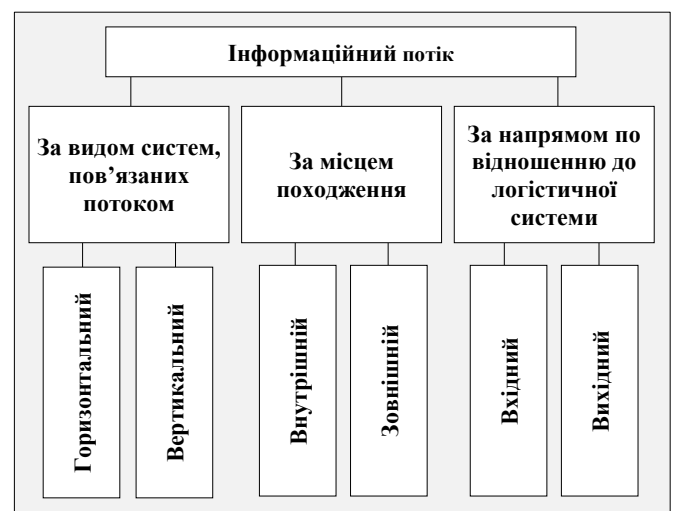 Інформаційний потік
За видом систем,
пов’язаних
потоком
За місцем
походження
За напрямом по
відношенню до
логістичної
системи
Горизонтальний
Вертикальний
Внутрішній
Зовнішній
Вхідний
Вихідний